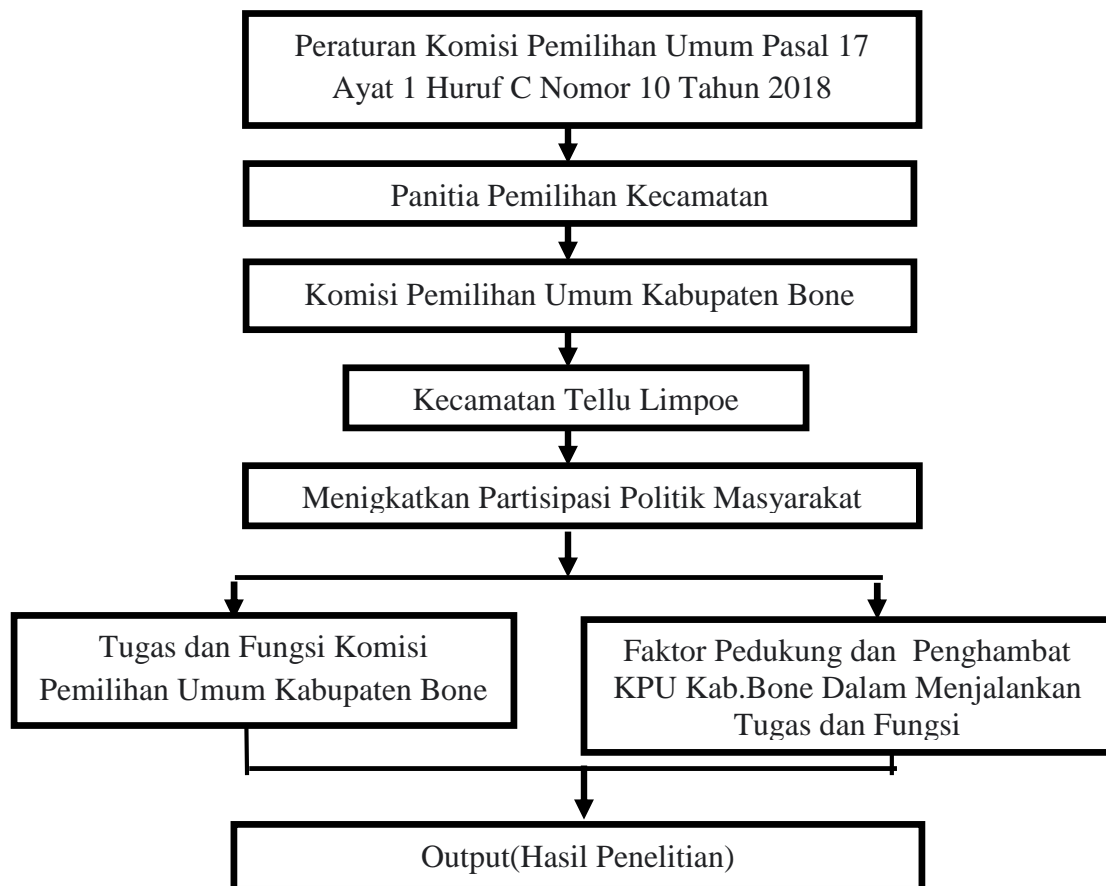 Peraturan Komisi Pemilihan Umum Pasal 17
Ayat 1 Huruf C Nomor 10 Tahun 2018
Panitia Pemilihan Kecamatan
Komisi Pemilihan Umum Kabupaten Bone
Kecamatan Tellu Limpoe
Menigkatkan Partisipasi Politik Masyarakat
Tugas dan Fungsi Komisi
Pemilihan Umum Kabupaten Bone
Faktor Pedukung dan Penghambat
KPU Kab.Bone Dalam Menjalankan
Tugas dan Fungsi
Output(Hasil Penelitian)